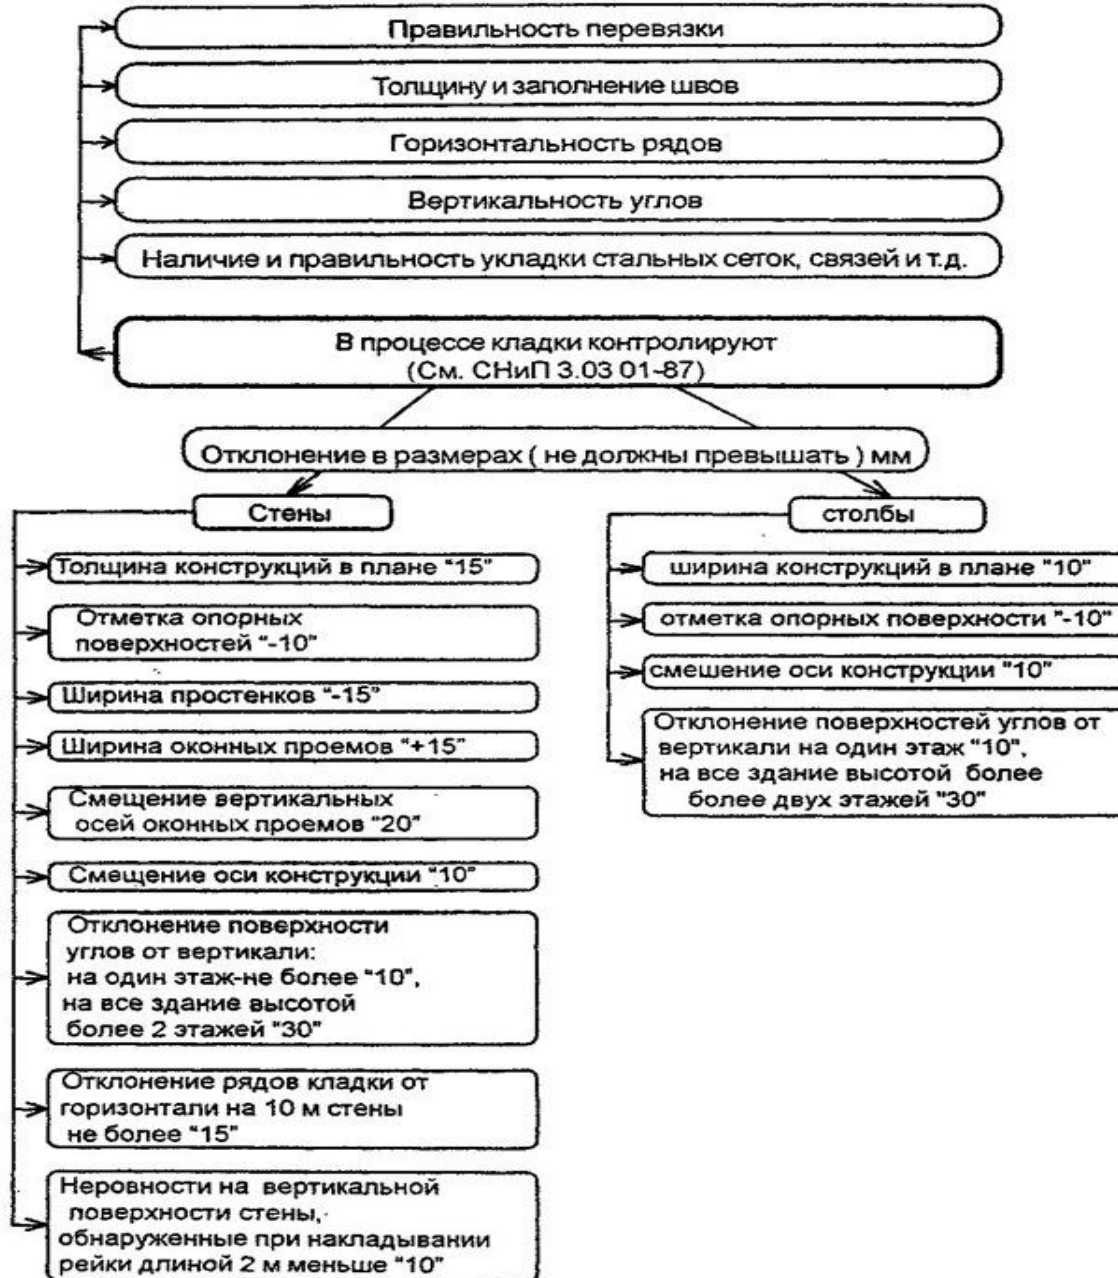 Правильность перевязки
Толщину и заполнение швов
Горизонтальность рядов
Вертикальность углов
Наличие и правильность укладки стальных сеток, связей и т.д.
В процессе кладки контролируют
(См. СНиП 3.03 01-87)
Отклонение в размерах ( не должны превышать ) мм
Стены
Толщина конструкций в плане "15"
Отметка опорных
поверхностей "-10"
Ширина простенков "-15"
Ширина оконных проемов "+15"
Смещение вертикальных
осей оконных проемов "20"
Смещение оси конструкции "10"
Отклонение поверхности
углов от вертикали:
на один этаж-не более "10",
на все здание высотой
более 2 этажей "30"
Отклонение рядов кладки от
горизонтали на 10 м стены
не более "15"
Неровности на вертикальной
поверхности стены,
обнаруженные при накладывании
рейки длиной 2 м меньше "10"
столбы
ширина конструкций в плане "10"
отметка опорных поверхности "-10"
смешение оси конструкции "10"
Отклонение поверхностей углов от
вертикали на один этаж "10",
на все здание высотой более
более двух этажей "30"